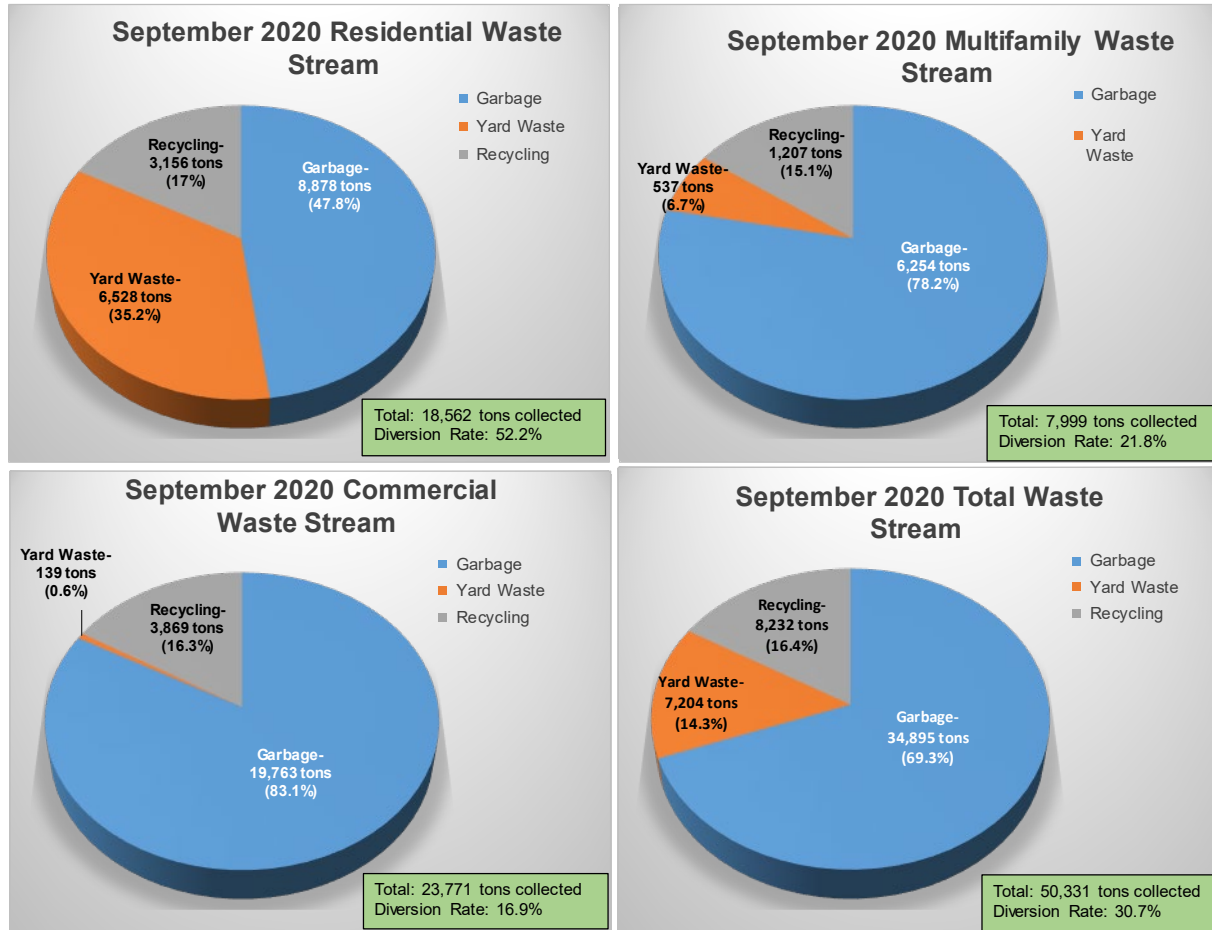 September 2020 Residential Waste
Stream
Garbage
Yard Waste
Recycling
Recycling-
3,156 tons
(17%)
Garbage-
8,878 tons
(47.8%)
Yard Waste-
6,528 tons
(35.2%)
Total: 18,562 tons collected
Diversion Rate: 52.2%
September 2020 Multifamily Waste
Stream
Garbage
Yard
Waste
Recycling-
1,207 tons
(15.1%)
Yard Waste-
537 tons
(6.7%)
Garbage-
6,254 tons
(78.2%)
Total: 7,999 tons collected
Diversion Rate: 21.8%
September 2020 Commercial
Waste Stream
Garbage
Yard Waste
Recycling
Yard Waste-
139 tons
(0.6%)
Recycling-
3,869 tons
(16.3%)
Garbage-
19,763 tons
(83.1%)
Total: 23,771 tons collected
Diversion Rate: 16.9%
September 2020 Total Waste
Stream
Garbage
Yard Waste
Recycling
Recycling-
8,232 tons
(16.4%)
Yard Waste-
7,204 tons
(14.3%)
Garbage-
34,895 tons
(69.3%)
Total: 50,331 tons collected
Diversion Rate: 30.7%